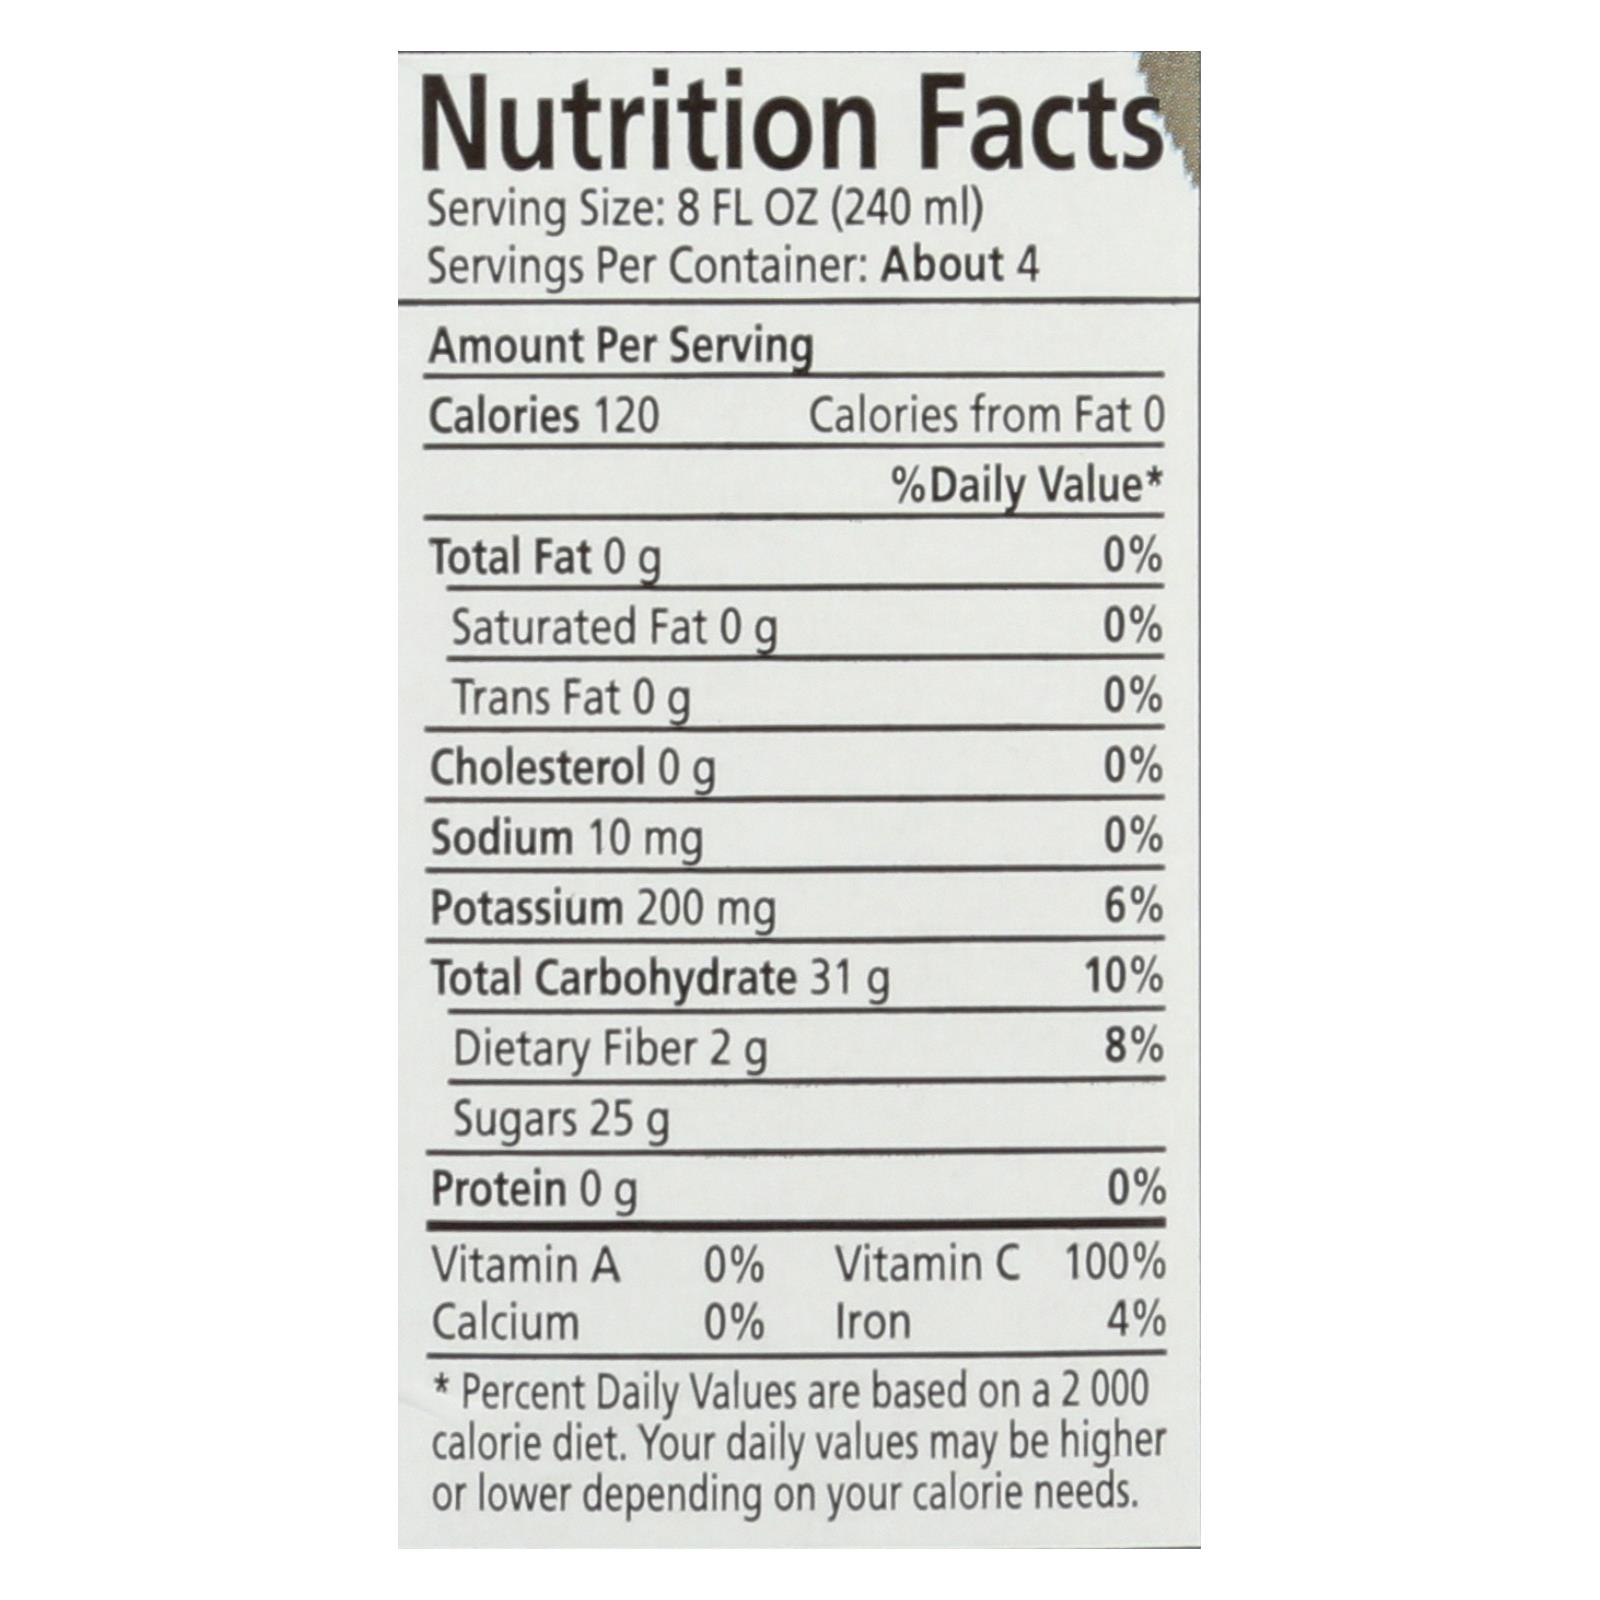 Nutrition Facts
Serving Size: 8 FL OZ (240 ml)
Servings Per Container: About 4
Amount Per Serving
Calories 120 Calories from Fat 0
%Daily Value*
Total Fat 0 g 0%
Saturated Fat 0 g 0%
Trans Fat 0 g 0%
Cholesterol 0 g 0%
Sodium 10 mg 0%
Potassium 200 mg 6%
Total Carbohydrate 31 g 10%
Dietary Fiber 2 g 8%
Sugars 25 g
Protein 0 g 0%
Vitamin A 0% Vitamin C 100%
Calcium 0% Iron 4%
* Percent Daily Values are based on a 2 000
calorie diet. Your daily values may be higher
or lower depending on your calorie needs.